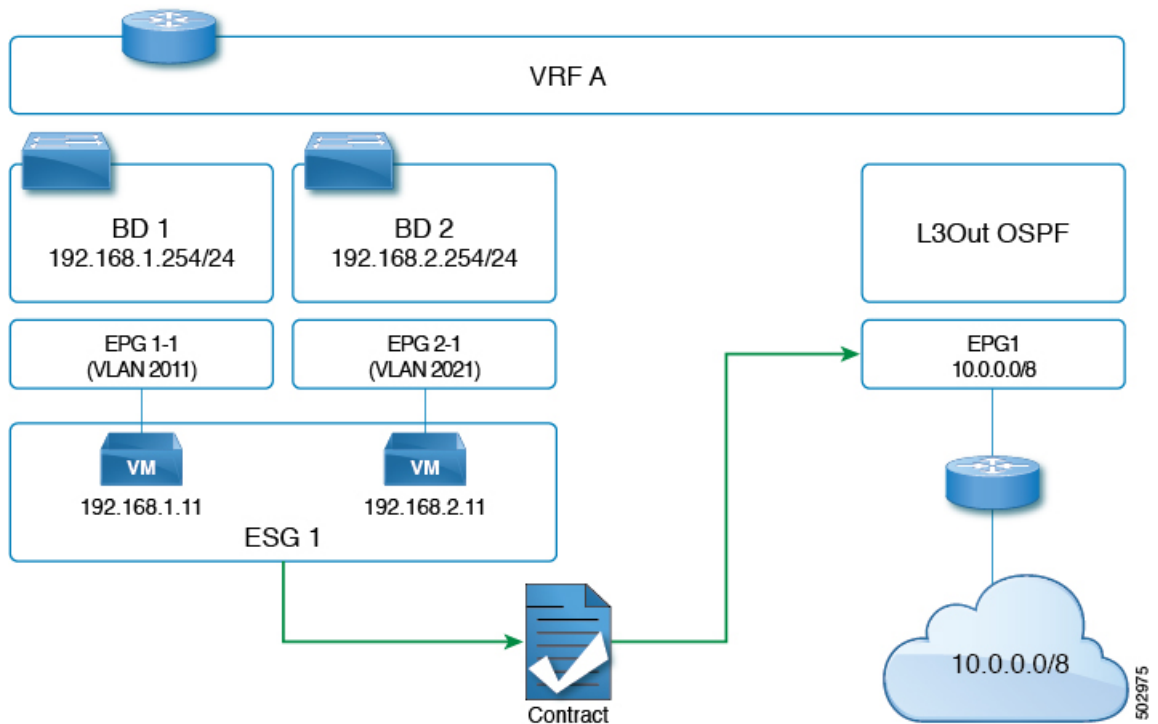 VRF A
BD 1
192.168.1.254/24
BD 2
192.168.2.254/24
L3Out OSPF
EPG 1-1
(VLAN 2011)
EPG 2-1
(VLAN 2021)
EPG1
10.0.0.0/8
VM
VM
192.168.1.11
192.168.2.11
ESG 1
Contract
10.0.0.0/8
502975